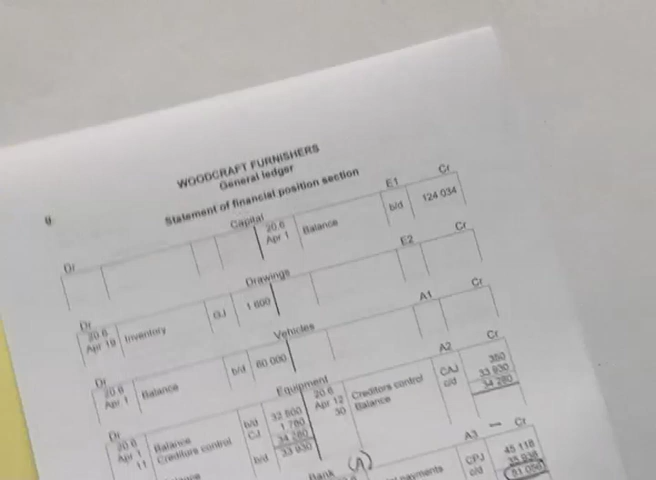 WOODCRAFT FURNISHERS
General ledger
Statement of financial position section
Dr Capital E1 Cr
20.6
Apr 1 Balance b/d 124 034
Dr Drawings E2 Cr
20.6
Apr 19 Inventory GJ 1 600
Dr Vehicles A1 Cr
20.6
Apr 1 Balance b/d 60 000
Dr Equipment A2 Cr
20.6 20.6
Apr 1 Balance b/d 32 500 Apr 12 Creditors control CAJ 350
11 Creditors control CJ 1 780 30 Balance c/d 33 930
34 280 34 280
b/d 33 930
Bank A3 Cr
payments CPJ 45 118
c/d